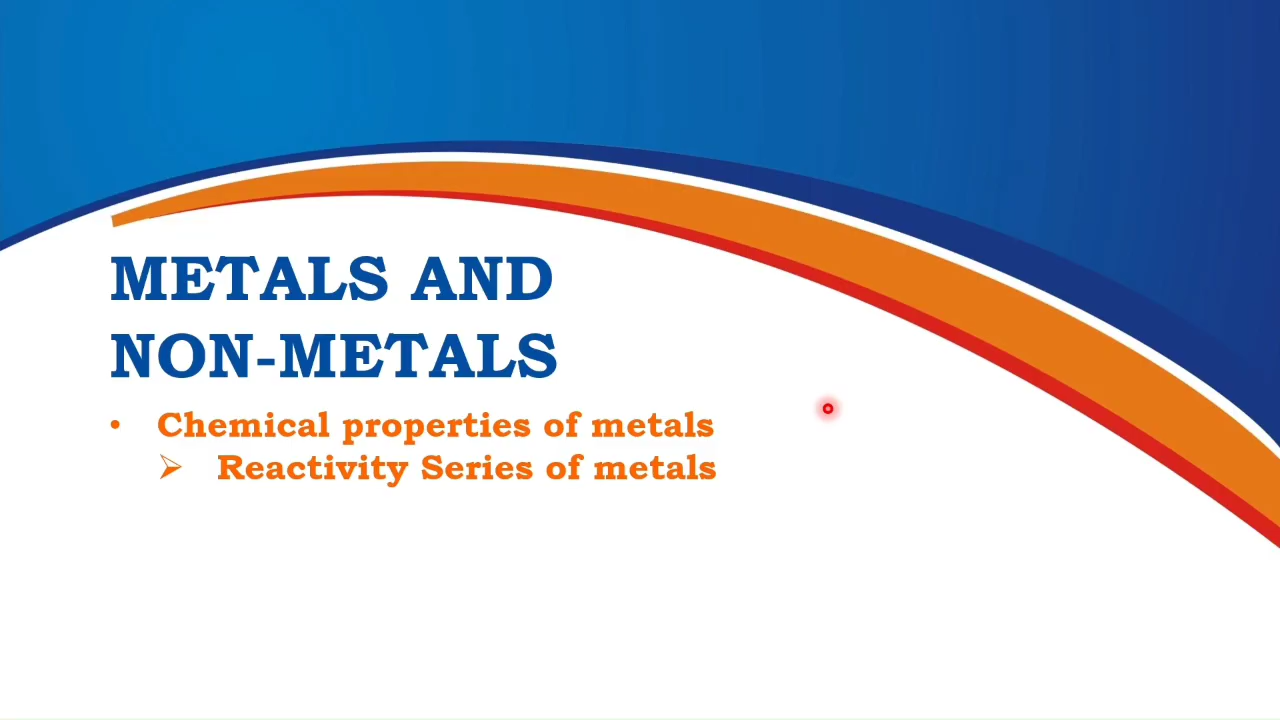 METALS AND
NON-METALS
• Chemical properties of metals
➢ Reactivity Series of metals